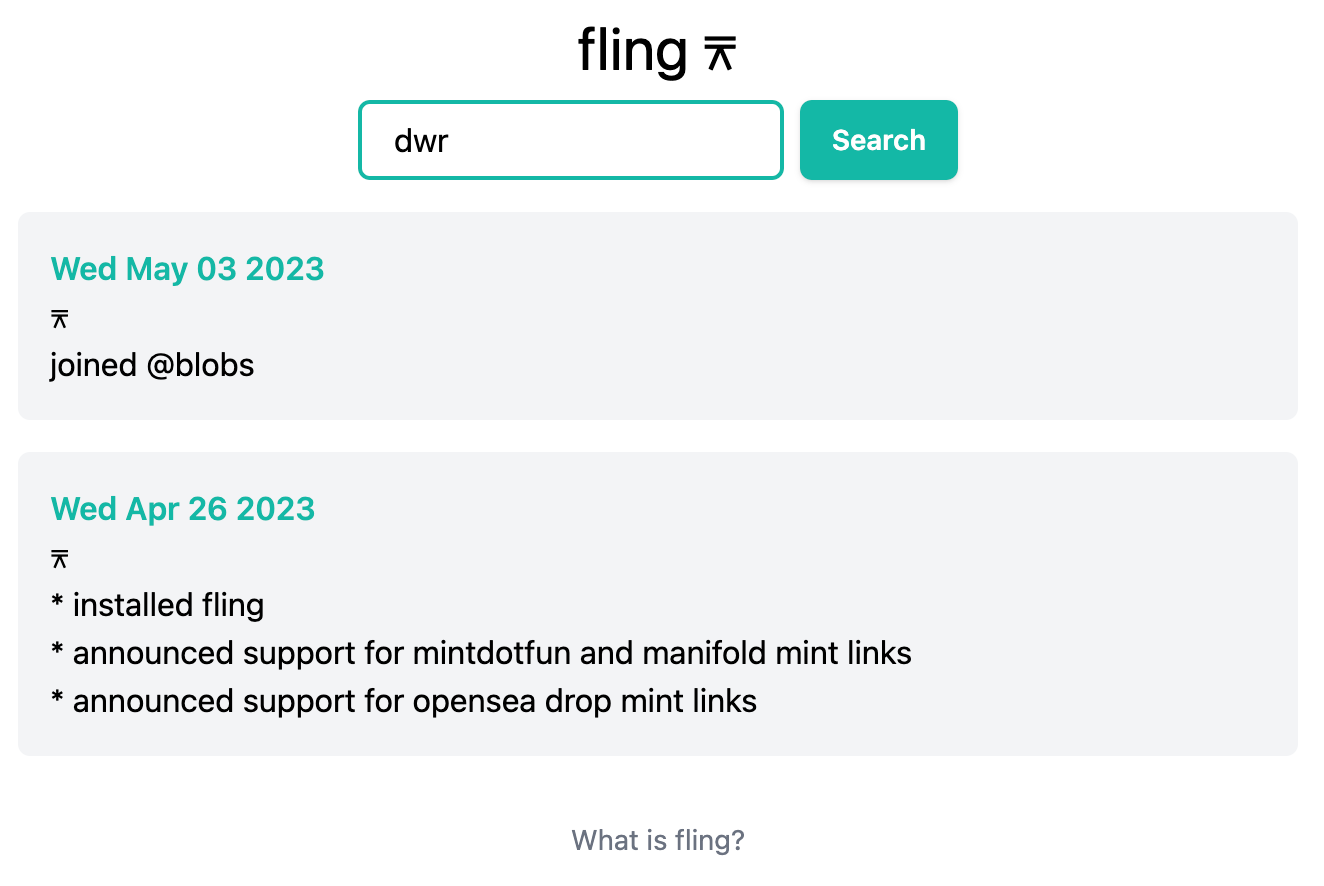 fling ⚻
dwr
Search
Wed May 03 2023
⚻
joined @blobs
Wed Apr 26 2023
⚻
* installed fling
* announced support for mintdotfun and manifold mint links
* announced support for opensea drop mint links
What is fling?